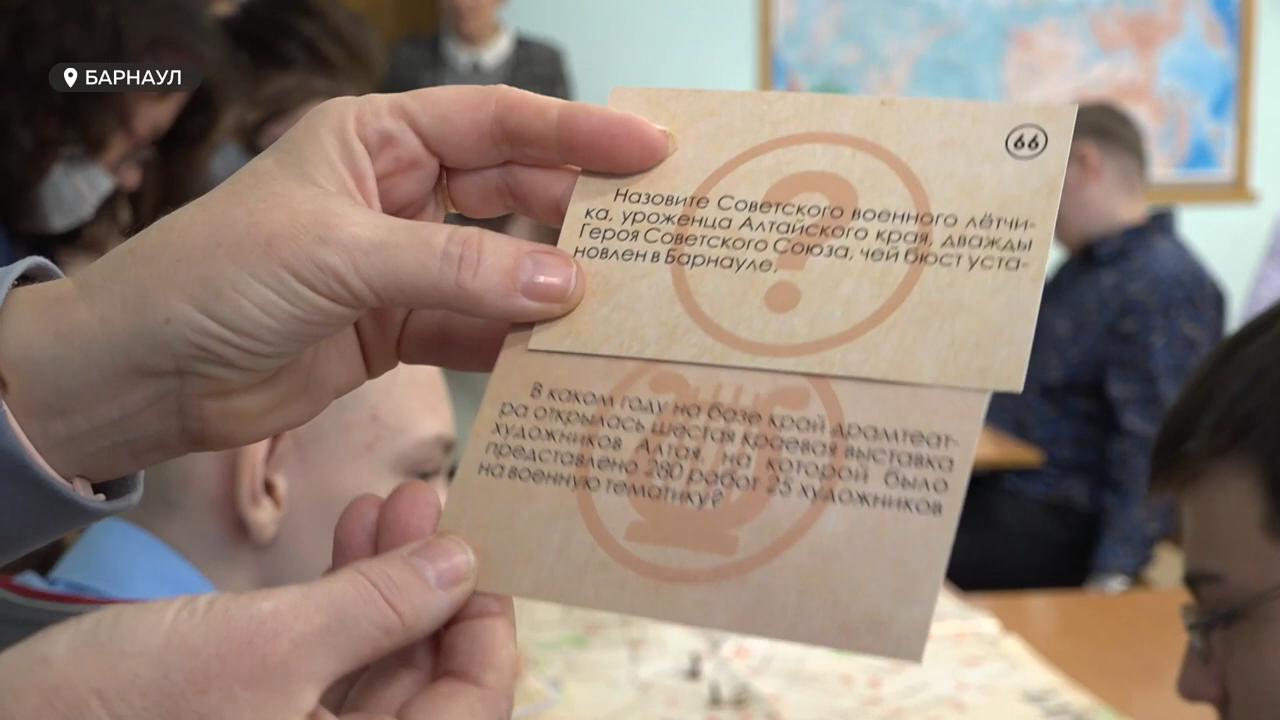 БАРНАУЛ
66
Назовите Советского военного лётчи-
ка, уроженца Алтайского края, дважды
Героя Советского Союза, чей бюст уста-
новлен в Барнауле.
В каком году на базе край драмтеат-
ра открылась шестая краевая выставка
художников Алтая, на которой было
представлено 280 работ 25 художников
на военную тематику?